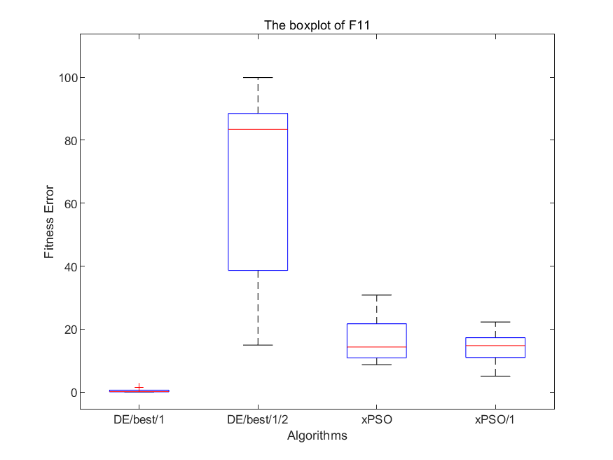 The boxplot of F11
100
80
60
40
20
0
Fitness Error
DE/best/1
DE/best/1/2
xPSO
xPSO/1
Algorithms